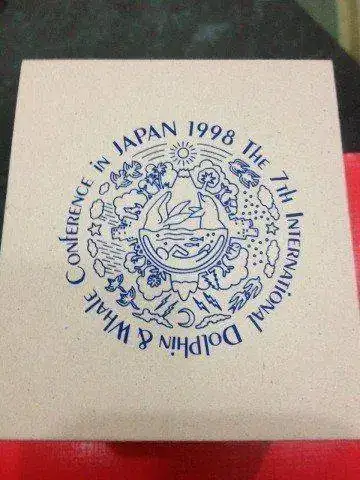 The 7th International Dolphin & Whale Conference in JAPAN 1998